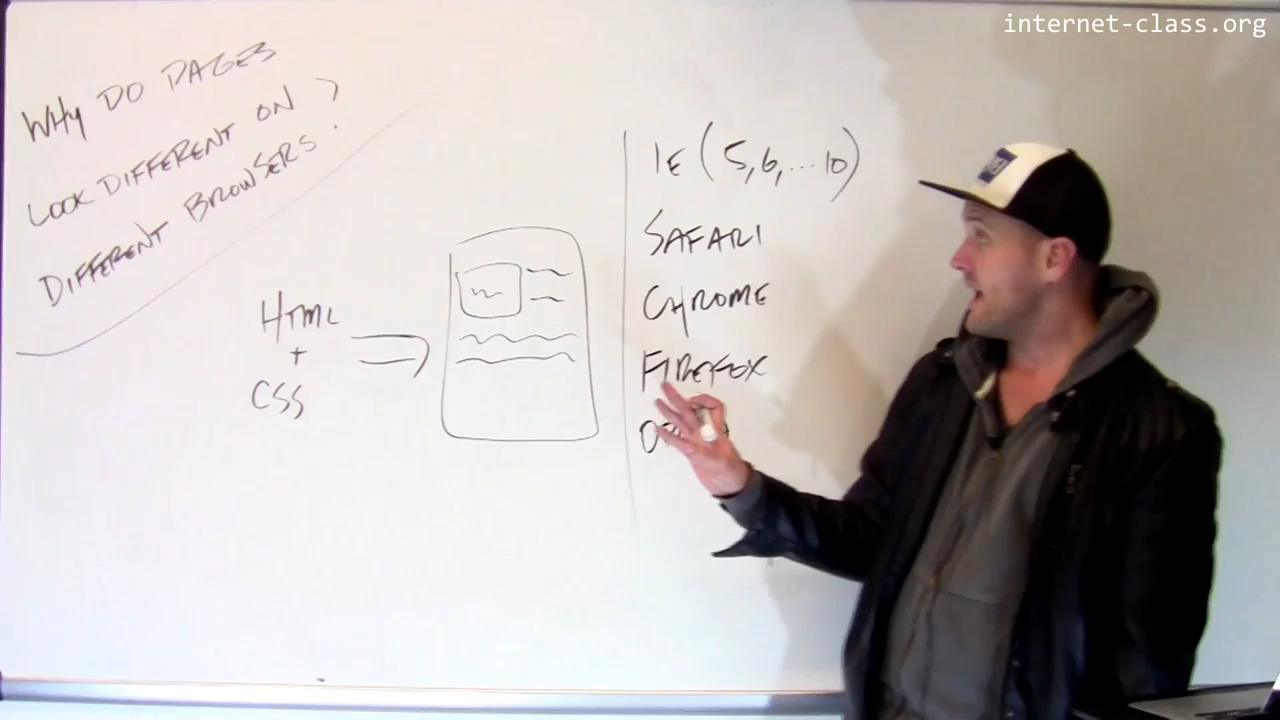 internet-class.org
WHY DO PAGES
LOOK DIFFERENT ON
DIFFERENT BROWSERS?
HTML
+
CSS
IE (5,6,...10)
SAFARI
CHROME
FIREFOX